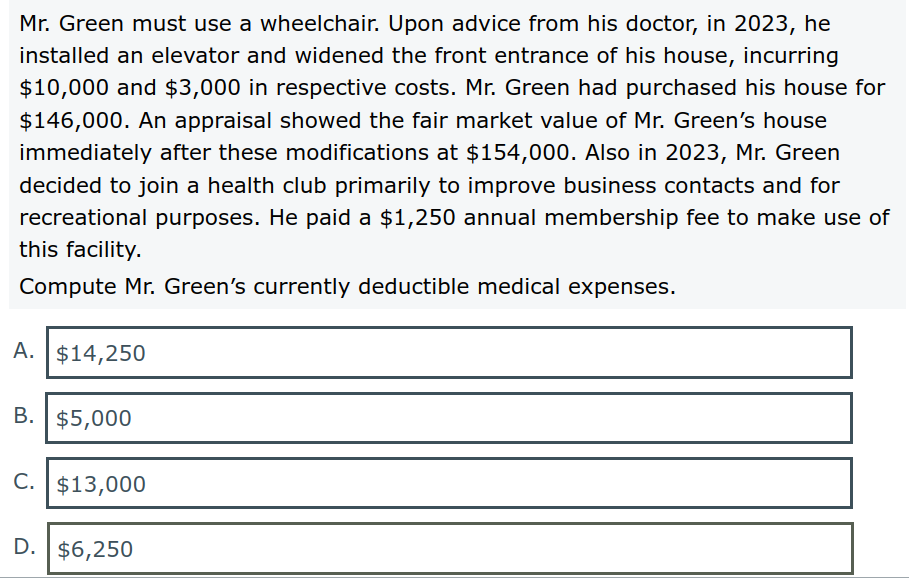 Mr. Green must use a wheelchair. Upon advice from his doctor, in 2023, he
installed an elevator and widened the front entrance of his house, incurring
$10,000 and $3,000 in respective costs. Mr. Green had purchased his house for
$146,000. An appraisal showed the fair market value of Mr. Green’s house
immediately after these modifications at $154,000. Also in 2023, Mr. Green
decided to join a health club primarily to improve business contacts and for
recreational purposes. He paid a $1,250 annual membership fee to make use of
this facility.
Compute Mr. Green’s currently deductible medical expenses.
A. $14,250
B. $5,000
C. $13,000
D. $6,250